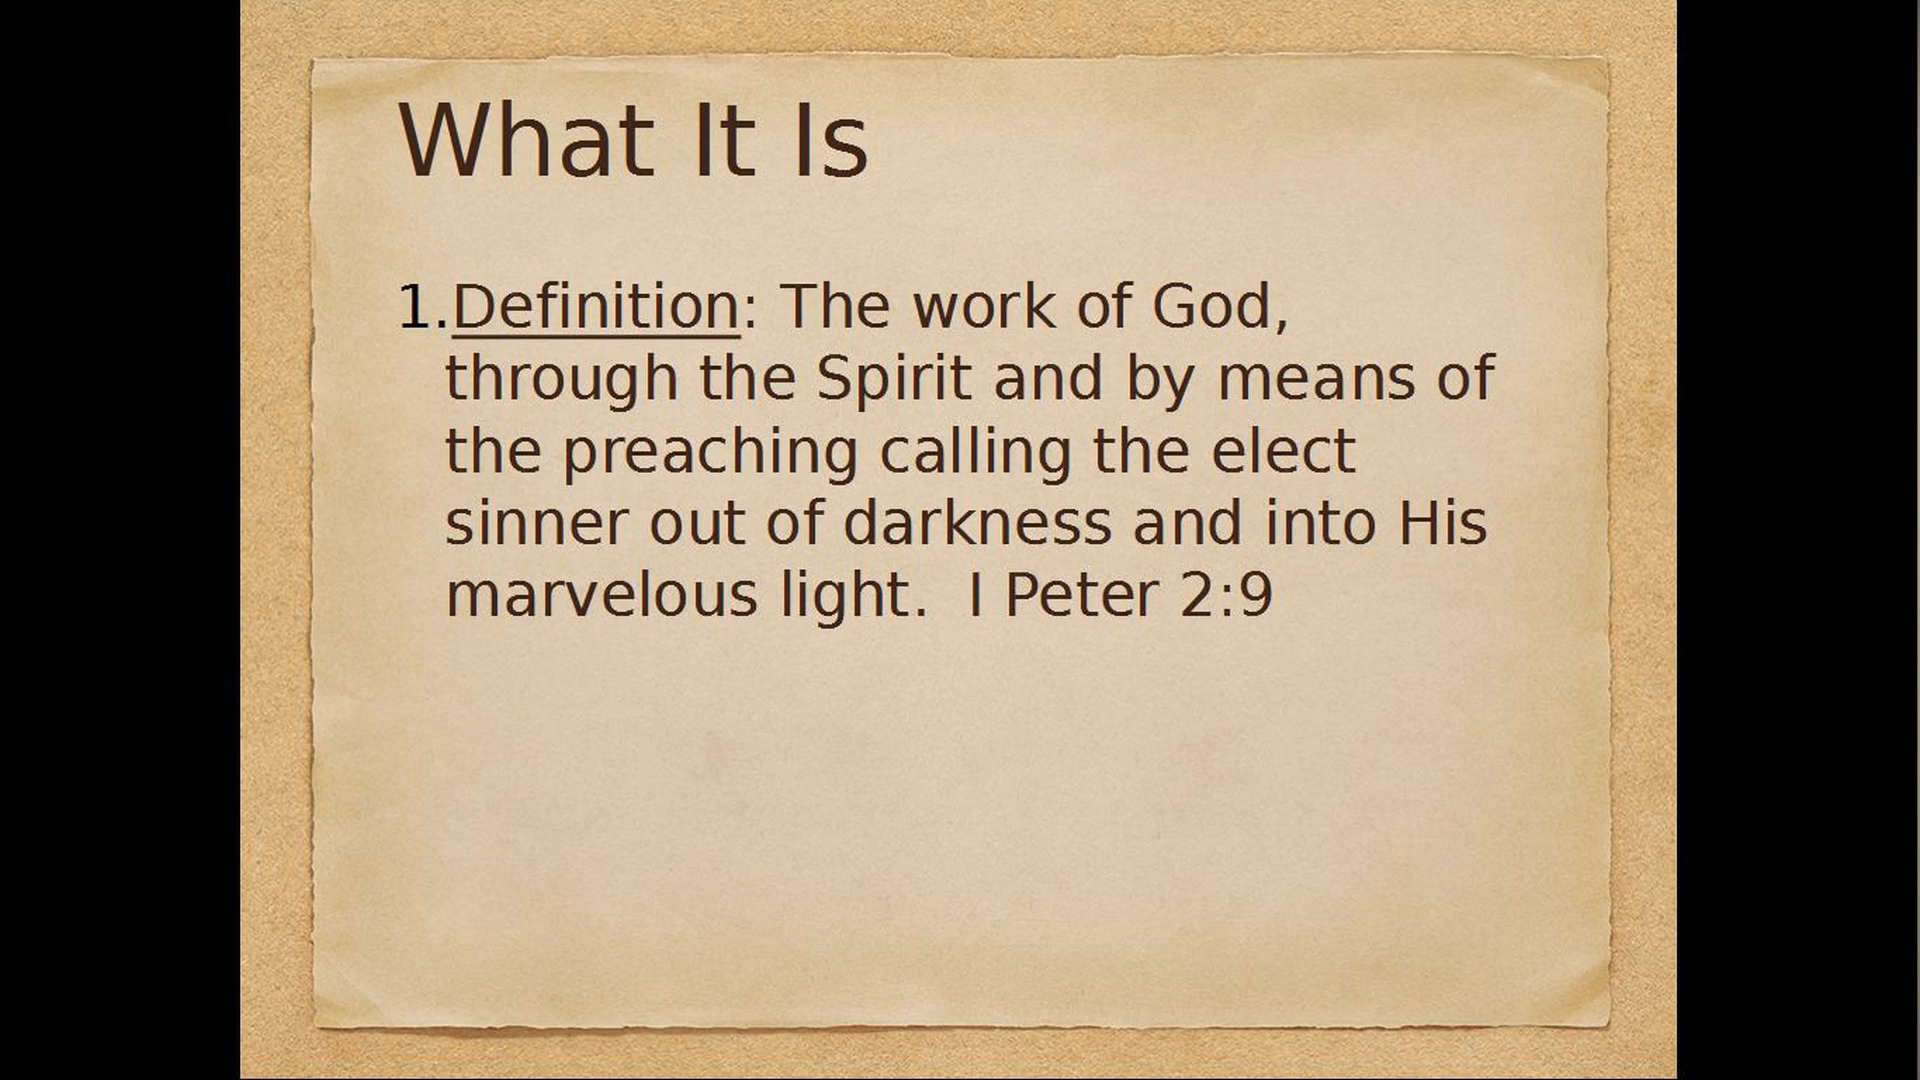 What It Is
1.Definition: The work of God,
through the Spirit and by means of
the preaching calling the elect
sinner out of darkness and into His
marvelous light.  I Peter 2:9